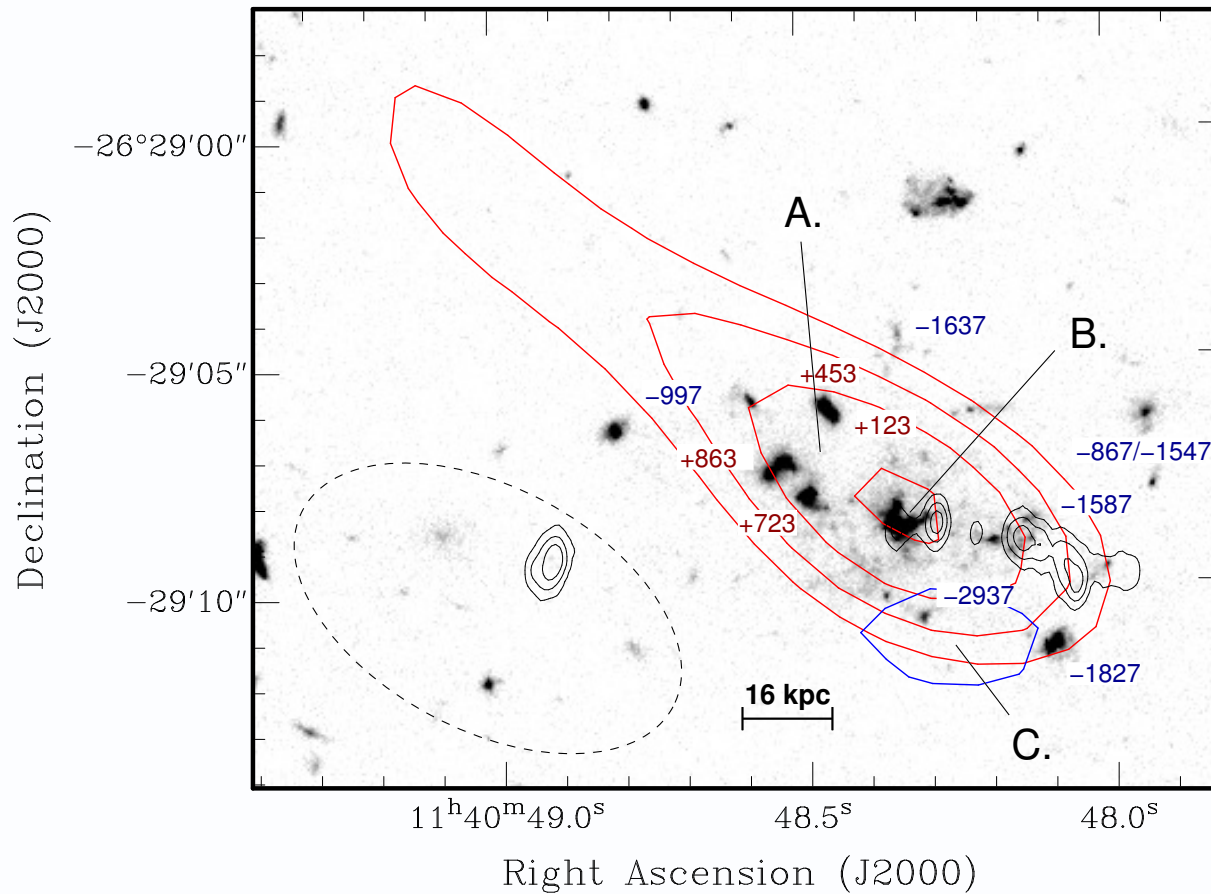 −26°29′00″
A.
−1637
B.
−29′05″
+453
−997
+123
−867/−1547
+863
−1587
+723
−29′10″
−2937
−1827
16 kpc
C.
11ʰ40ᵐ49.0ˢ
48.5ˢ
48.0ˢ
Right Ascension (J2000)
Declination (J2000)